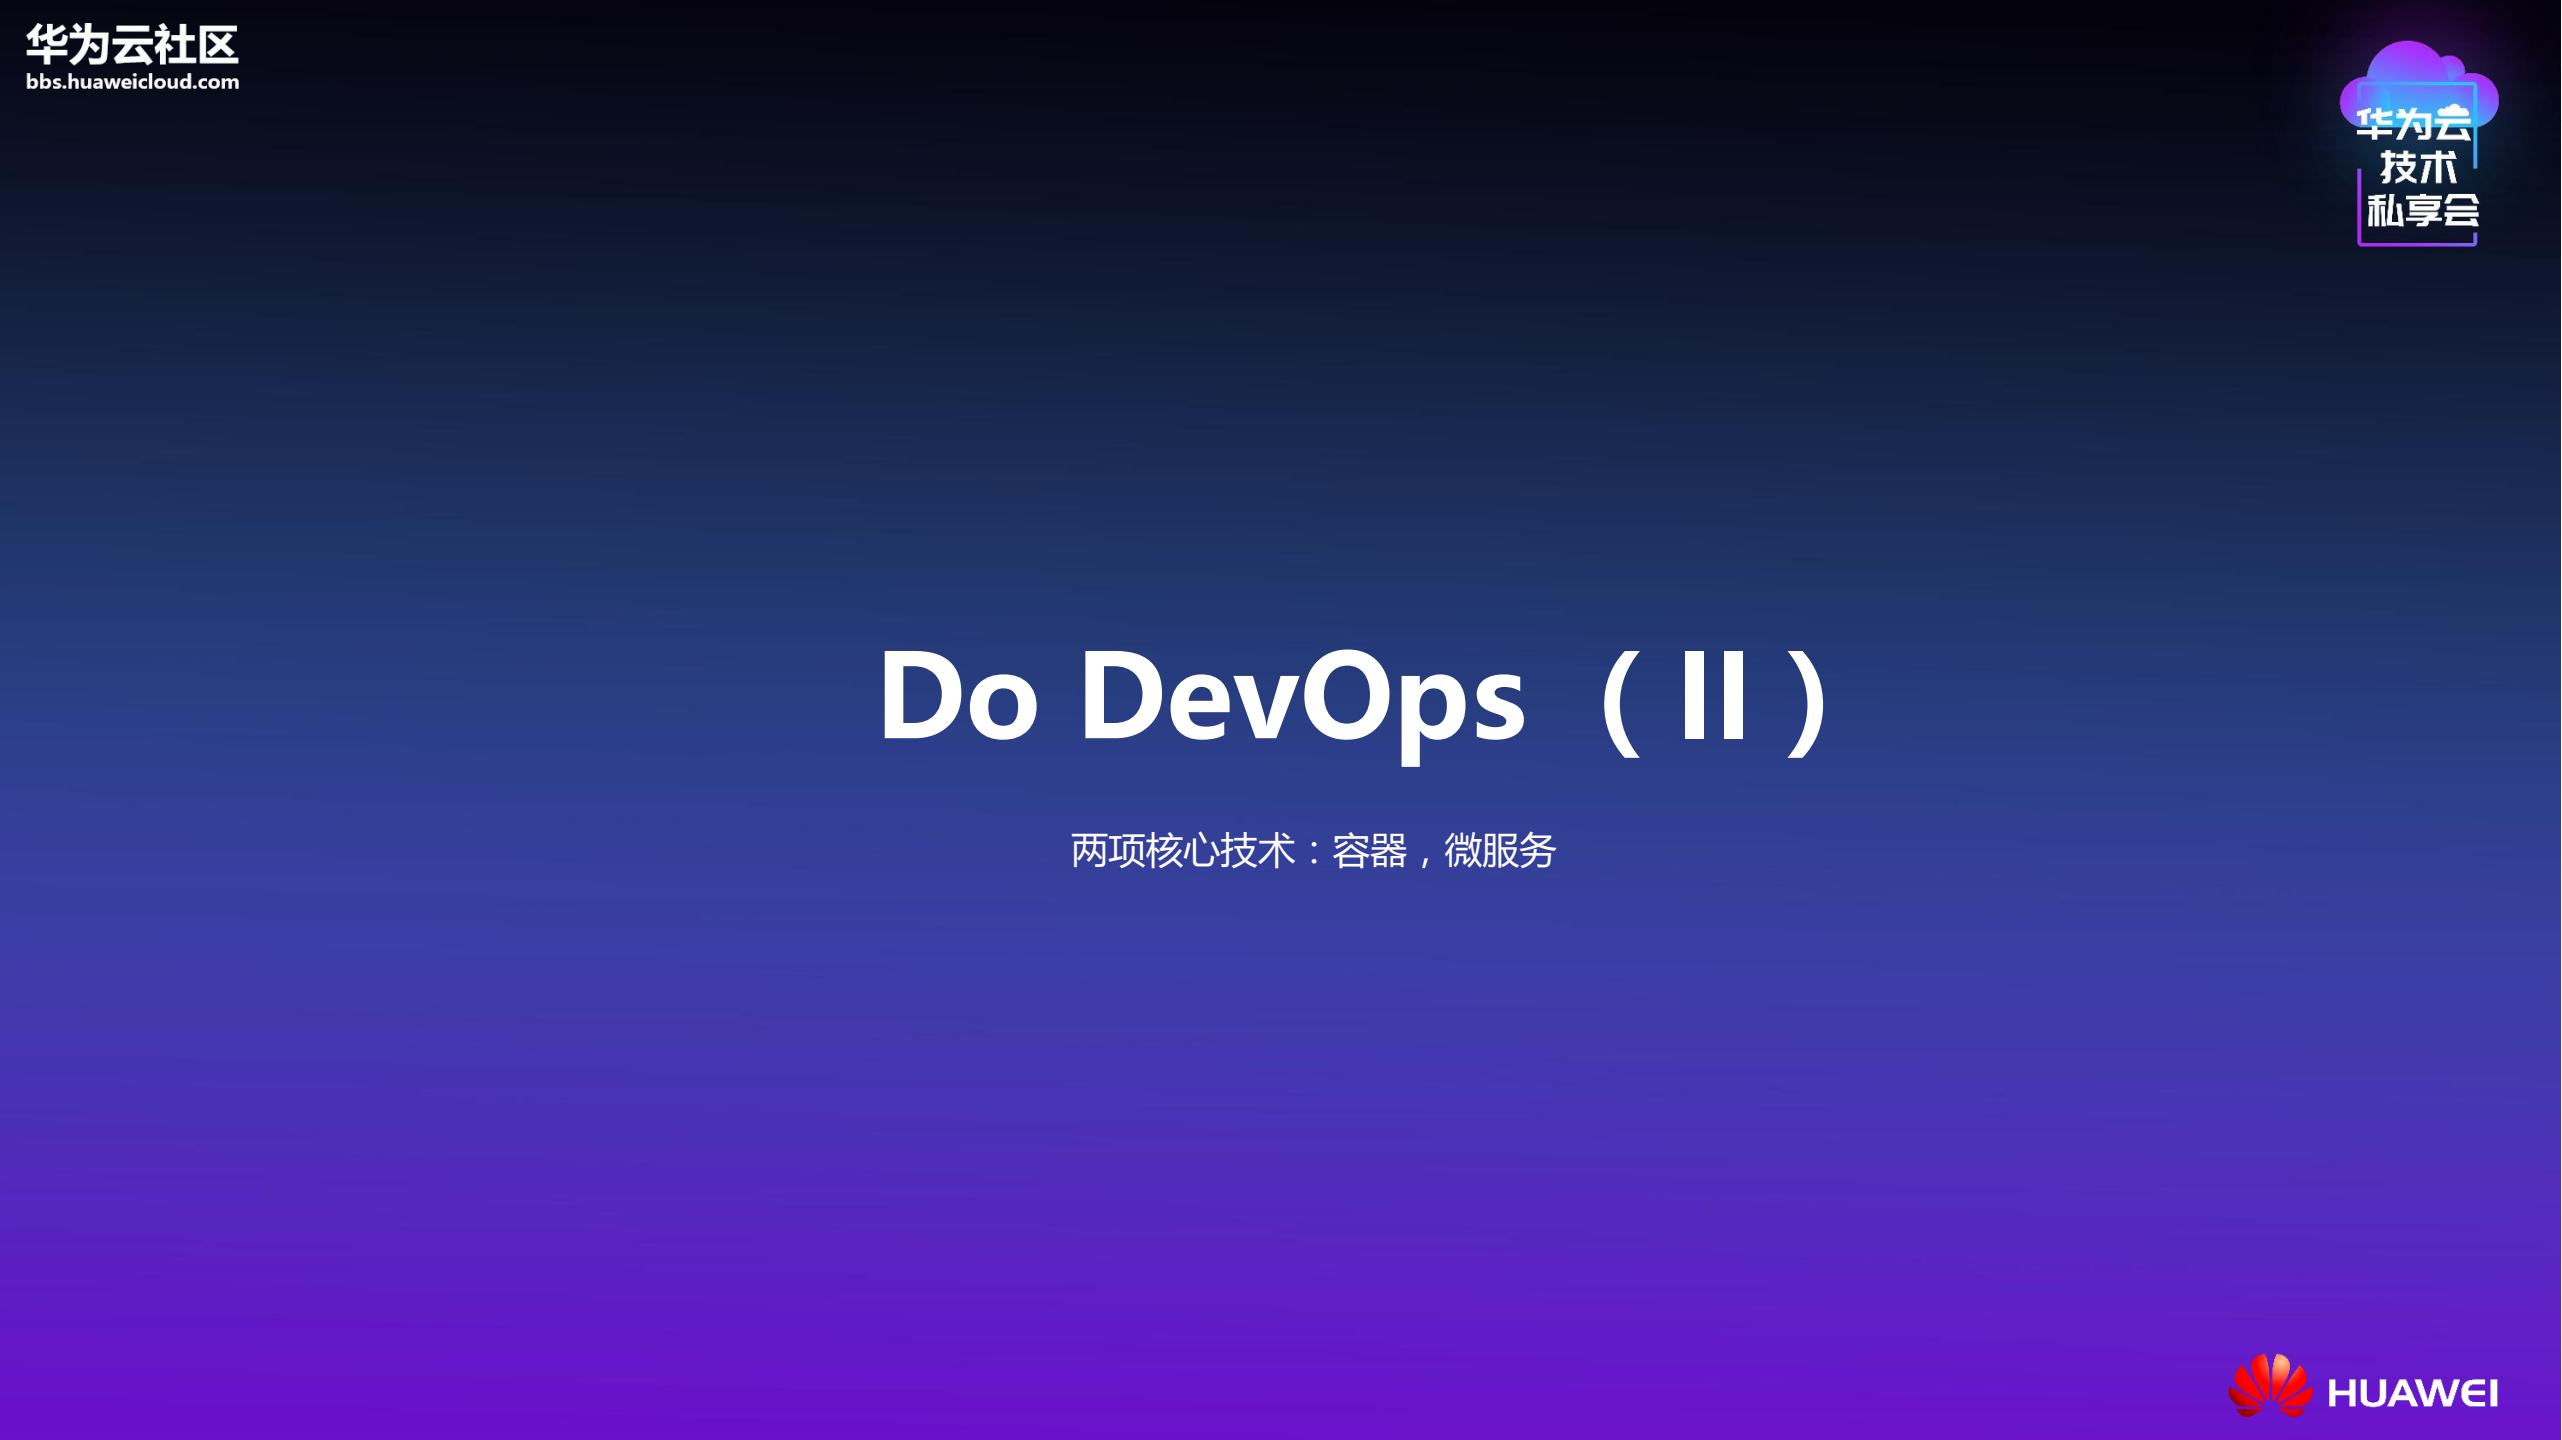 华为云社区
bbs.huaweicloud.com
华为云
技术
私享会
Do DevOps （II）
两项核心技术：容器，微服务
HUAWEI